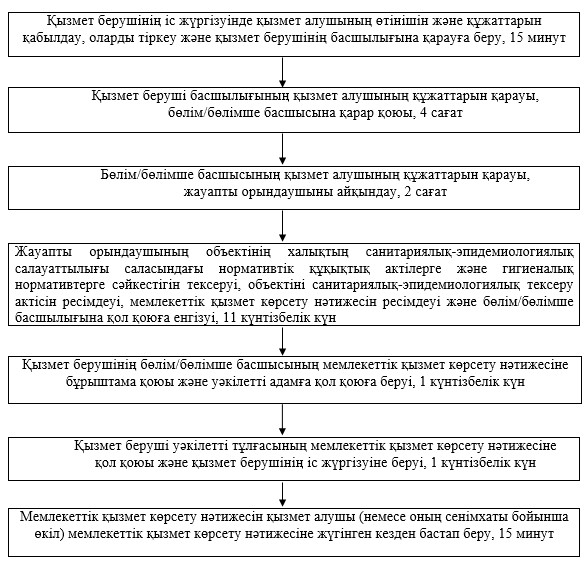 Қызмет берушінің іс жүргізуінде қызмет алушының өтінішін және құжаттарын
қабылдау, оларды тіркеу және қызмет берушінің басшылығына қарауға беру, 15 минут
Қызмет беруші басшылығының қызмет алушының құжаттарын қарауы,
бөлім/бөлімше басшысына қарар қоюы, 4 сағат
Бөлім/бөлімше басшысының қызмет алушының құжаттарын қарауы,
жауапты орындаушыны айқындау, 2 сағат
Жауапты орындаушының объектінің халықтың санитариялық-эпидемиологиялық
салауаттылығы саласындағы нормативтік құқықтық актілерге және гигиеналық
нормативтерге сәйкестігін тексеруі, объектіні санитариялық-эпидемиологиялық тексеру
актісін ресімдеуі, мемлекеттік қызмет көрсету нәтижесін ресімдеуі және бөлім/бөлімше
басшылығына қол қоюға енгізуі, 11 күнтізбелік күн
Қызмет берушінің бөлім/бөлімше басшысының мемлекеттік қызмет көрсету нәтижесіне
бұрыштама қоюы және уәкілетті адамға қол қоюға беруі, 1 күнтізбелік күн
Қызмет беруші уәкілетті тұлғасының мемлекеттік қызмет көрсету нәтижесіне
қол қоюы және қызмет берушінің іс жүргізуіне беруі, 1 күнтізбелік күн
Мемлекеттік қызмет көрсету нәтижесін қызмет алушы (немесе оның сенімхаты бойынша
өкіл) мемлекеттік қызмет көрсету нәтижесіне жүгінген кезден бастап беру, 15 минут